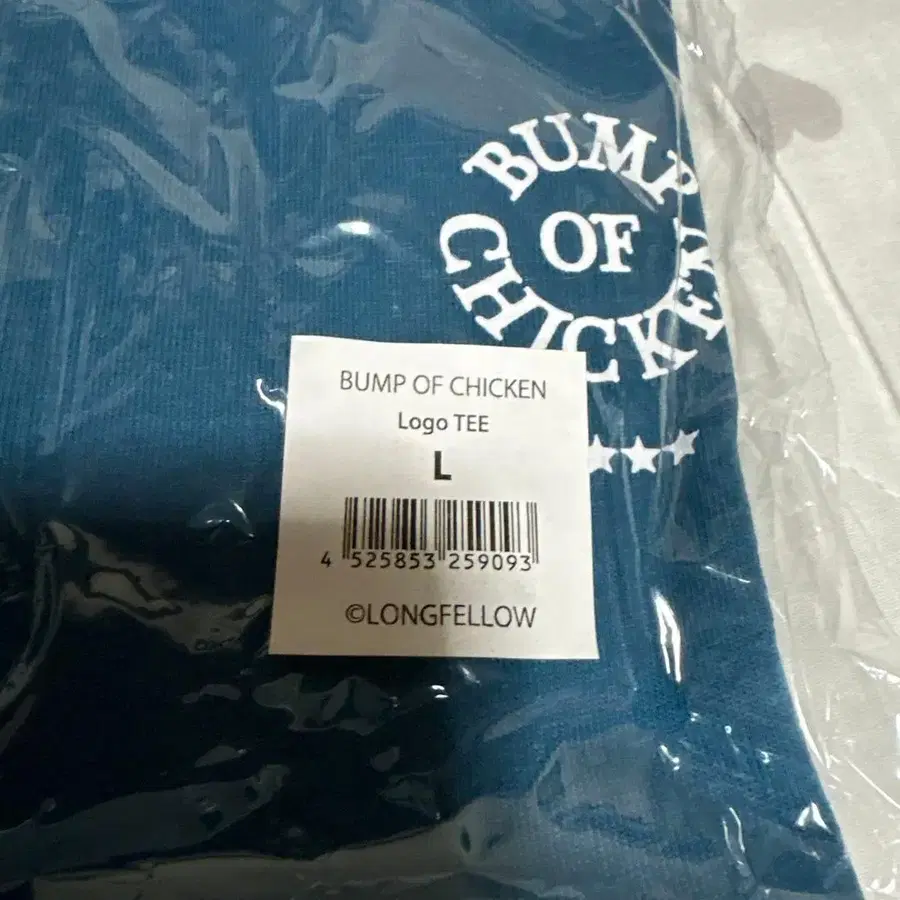 BUMP
OF
CHICKEN
BUMP OF CHICKEN
Logo TEE
L
4 525853 259093
©LONGFELLOW